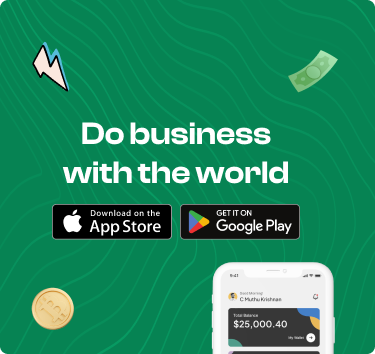 Do business
with the world
Download on the
App Store
GET IT ON
Google Play
9:41
Good Morning!
C Muthu Krishnan
Total Balance
$25,000.40
My Wallet